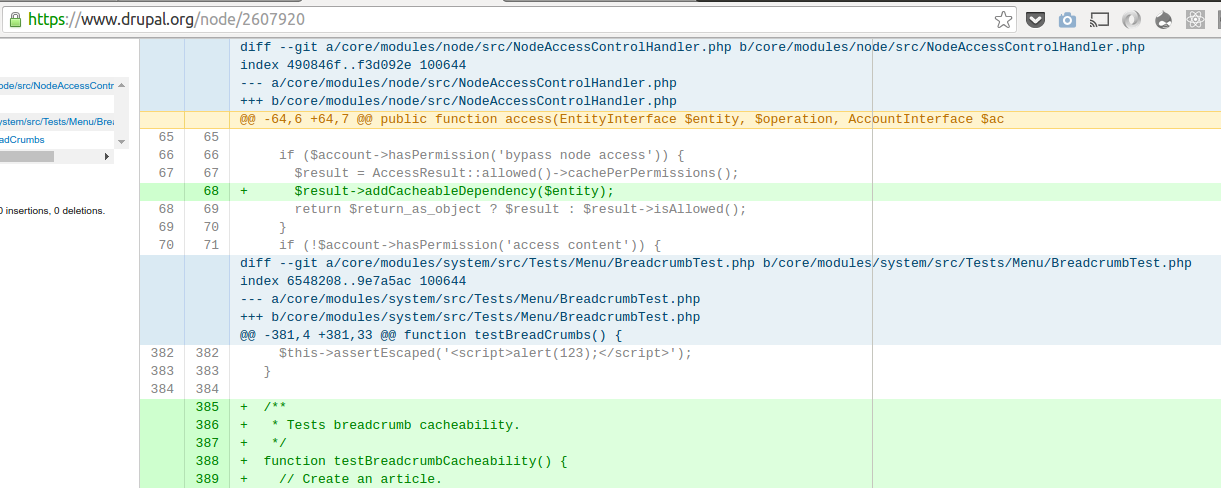 https://www.drupal.org/node/2607920
diff --git a/core/modules/node/src/NodeAccessControlHandler.php b/core/modules/node/src/NodeAccessControlHandler.php
index 490846f..f3d092e 100644
--- a/core/modules/node/src/NodeAccessControlHandler.php
+++ b/core/modules/node/src/NodeAccessControlHandler.php
@@ -64,6 +64,7 @@ public function access(EntityInterface $entity, $operation, AccountInterface $ac
65 65
66 66 if ($account->hasPermission('bypass node access')) {
67 67 $result = AccessResult::allowed()->cachePerPermissions();
68 + $result->addCacheableDependency($entity);
68 69 return $return_as_object ? $result : $result->isAllowed();
69 70 }
70 71 if (!$account->hasPermission('access content')) {
diff --git a/core/modules/system/src/Tests/Menu/BreadcrumbTest.php b/core/modules/system/src/Tests/Menu/BreadcrumbTest.php
index 6548208..9e7a5ac 100644
--- a/core/modules/system/src/Tests/Menu/BreadcrumbTest.php
+++ b/core/modules/system/src/Tests/Menu/BreadcrumbTest.php
@@ -381,4 +381,33 @@ function testBreadCrumbs() {
382 382 $this->assertEscaped('<script>alert(123);</script>');
383 383 }
384 384
385 + /**
386 + * Tests breadcrumb cacheability.
387 + */
388 + function testBreadcrumbCacheability() {
389 + // Create an article.
ode/src/NodeAccessContr
ystem/src/Tests/Menu/Brea
adCrumbs
0 insertions, 0 deletions.